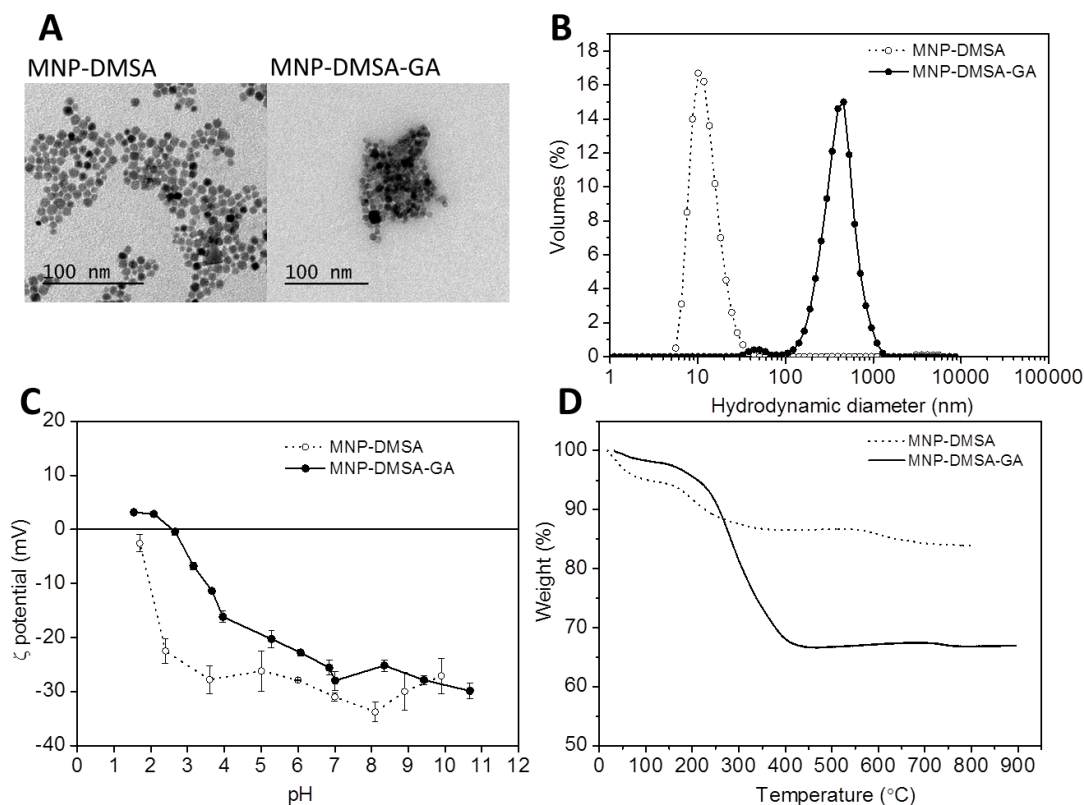 A
MNP-DMSA MNP-DMSA-GA
100 nm 100 nm
B
MNP-DMSA
MNP-DMSA-GA
18
16
14
12
10
8
6
4
2
0
Volumes (%)
1 10 100 1000 10000 100000
Hydrodynamic diameter (nm)
C
MNP-DMSA
MNP-DMSA-GA
20
10
0
-10
-20
-30
-40
ζ potential (mV)
0 1 2 3 4 5 6 7 8 9 10 11 12
pH
D
MNP-DMSA
MNP-DMSA-GA
100
90
80
70
60
50
Weight (%)
0 100 200 300 400 500 600 700 800 900
Temperature (°C)